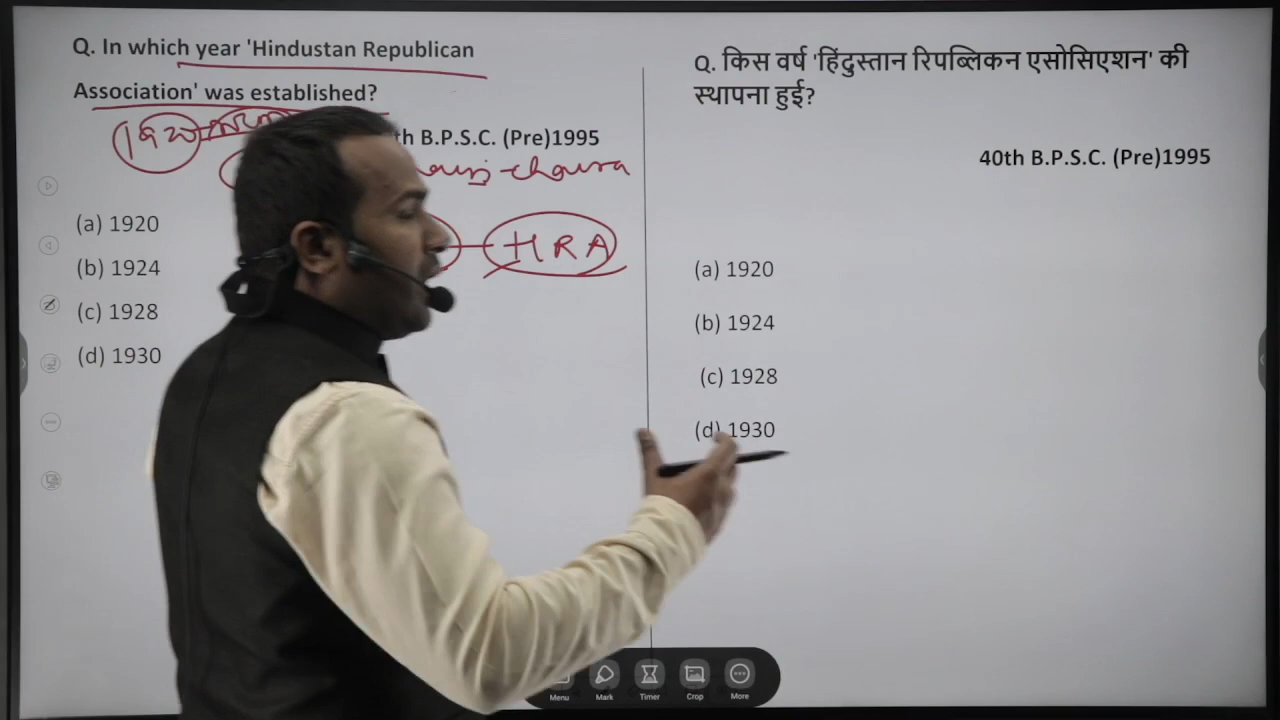 Q. In which year 'Hindustan Republican
Association' was established?
th B.P.S.C. (Pre)1995
chaura
HRA
(a) 1920
(b) 1924
(c) 1928
(d) 1930
Q. किस वर्ष 'हिंदुस्तान रिपब्लिकन एसोसिएशन' की
स्थापना हुई?
40th B.P.S.C. (Pre)1995
(a) 1920
(b) 1924
(c) 1928
(d) 1930
Menu
Mark
Timer
Crop
More